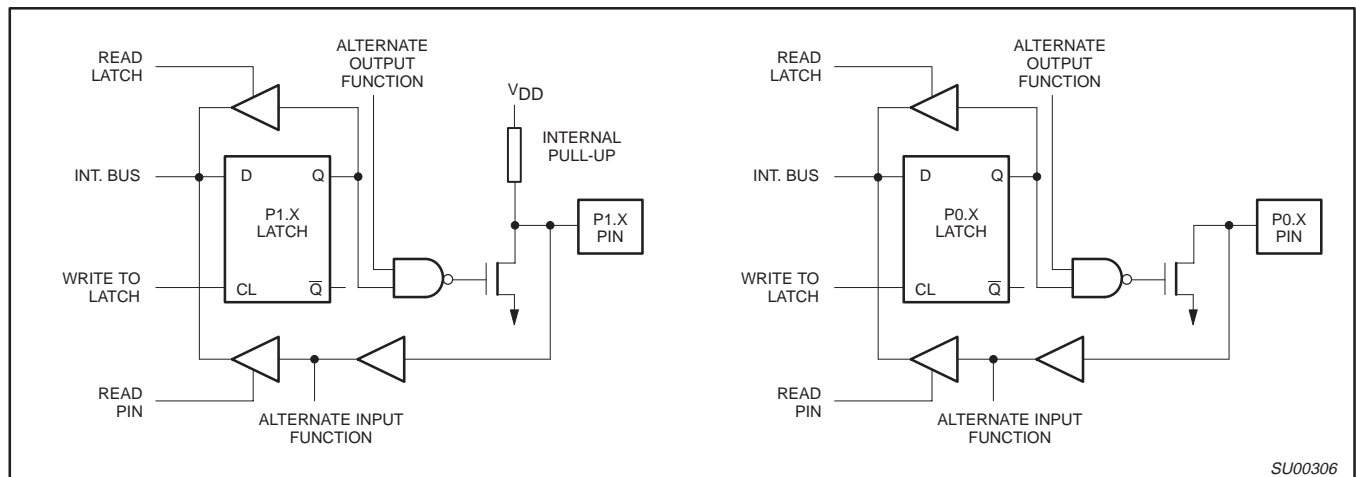 READ
LATCH
ALTERNATE
OUTPUT
FUNCTION
VDD
INTERNAL
PULL-UP
INT. BUS
D
Q
P1.X
LATCH
P1.X
PIN
WRITE TO
LATCH
CL
Q
READ
PIN
ALTERNATE INPUT
FUNCTION
READ
LATCH
ALTERNATE
OUTPUT
FUNCTION
INT. BUS
D
Q
P0.X
LATCH
P0.X
PIN
WRITE TO
LATCH
CL
Q
READ
PIN
ALTERNATE INPUT
FUNCTION
SU00306